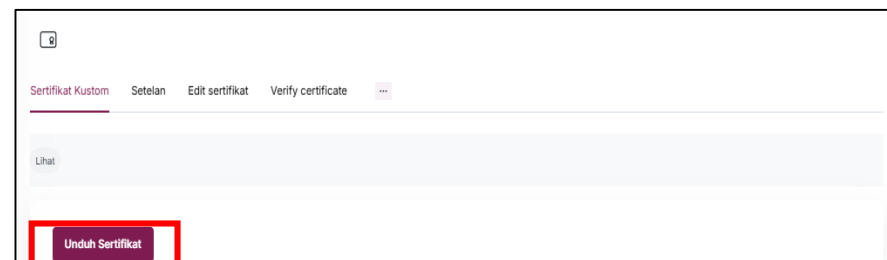 Sertifikat Kustom Setelan Edit sertifikat Verify certificate ...
Lihat
Unduh Sertifikat